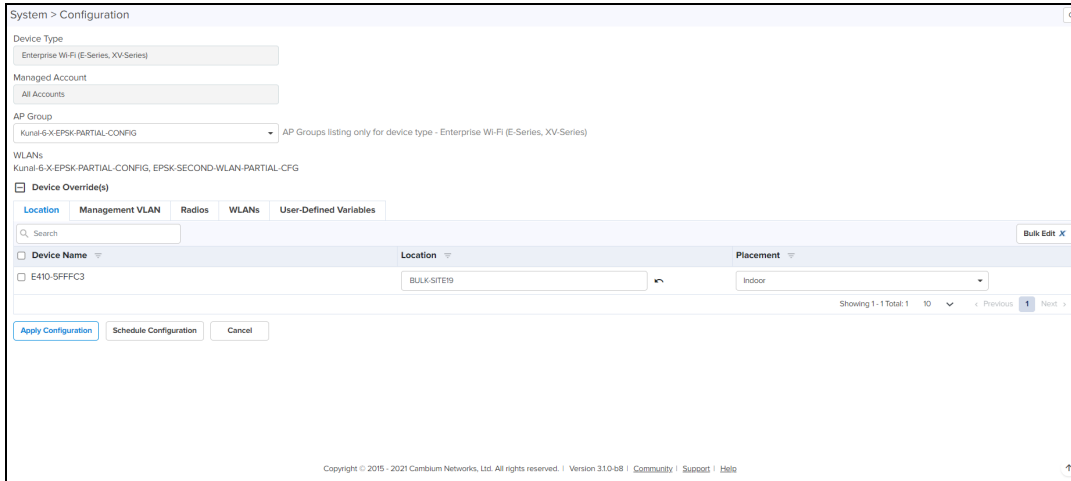 System > Configuration
Device Type
Enterprise Wi-Fi (E-Series, XV-Series)
Managed Account
All Accounts
AP Group
Kunal-6-X-EPSK-PARTIAL-CONFIG AP Groups listing only for device type - Enterprise Wi-Fi (E-Series, XV-Series)
WLANs
Kunal-6-X-EPSK-PARTIAL-CONFIG, EPSK-SECOND-WLAN-PARTIAL-CFG
Device Override(s)
Location Management VLAN Radios WLANs User-Defined Variables
Search Bulk Edit
Device Name Location Placement
E410-5FFFC3 BULK-SITE19 Indoor
Showing 1 - 1 Total: 1 10 < Previous 1 Next >
Apply Configuration Schedule Configuration Cancel
Copyright © 2015 - 2021 Cambium Networks, Ltd. All rights reserved. | Version 3.1.0-b8 | Community | Support | Help